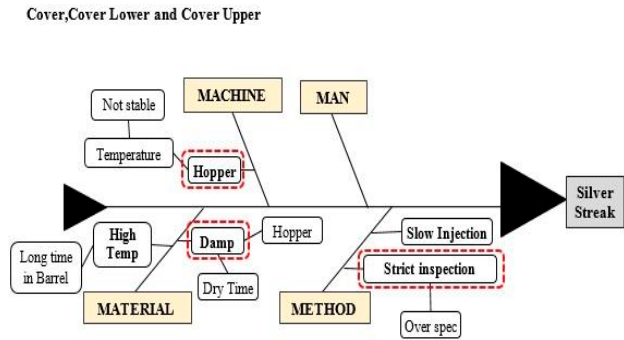 Cover,Cover Lower and Cover Upper
MACHINE
MAN
Not stable
Temperature
Hopper
Silver
Streak
High
Temp
Damp
Hopper
Slow Injection
Long time
in Barrel
Strict inspection
Dry Time
MATERIAL
METHOD
Over spec